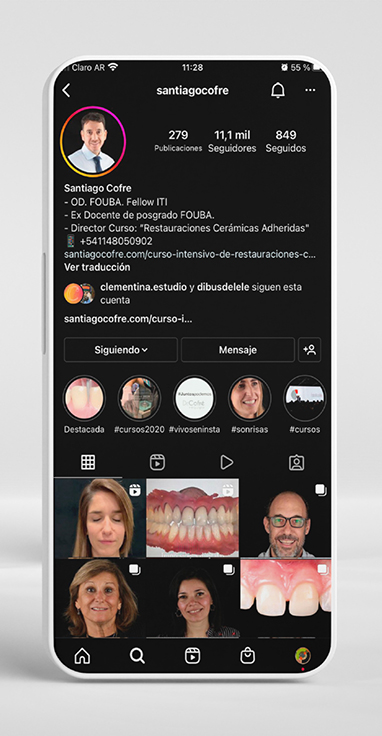 Claro AR
11:28
55 %
santiagocofre
279
Publicaciones
11,1 mil
Seguidores
849
Seguidos
Santiago Cofre
- OD. FOUBA. Fellow ITI
- Ex Docente de posgrado FOUBA.
- Director Curso: "Restauraciones Cerámicas Adheridas"
+541148050902
santiagocofre.com/curso-intensivo-de-restauraciones-c...
Ver traducción
clementina.estudio y dibusdelele siguen esta
cuenta
santiagocofre.com/curso-i...
Siguiendo
Mensaje
Destacada
#cursos2020
#vivoseninsta
#sonrisas
#cursos